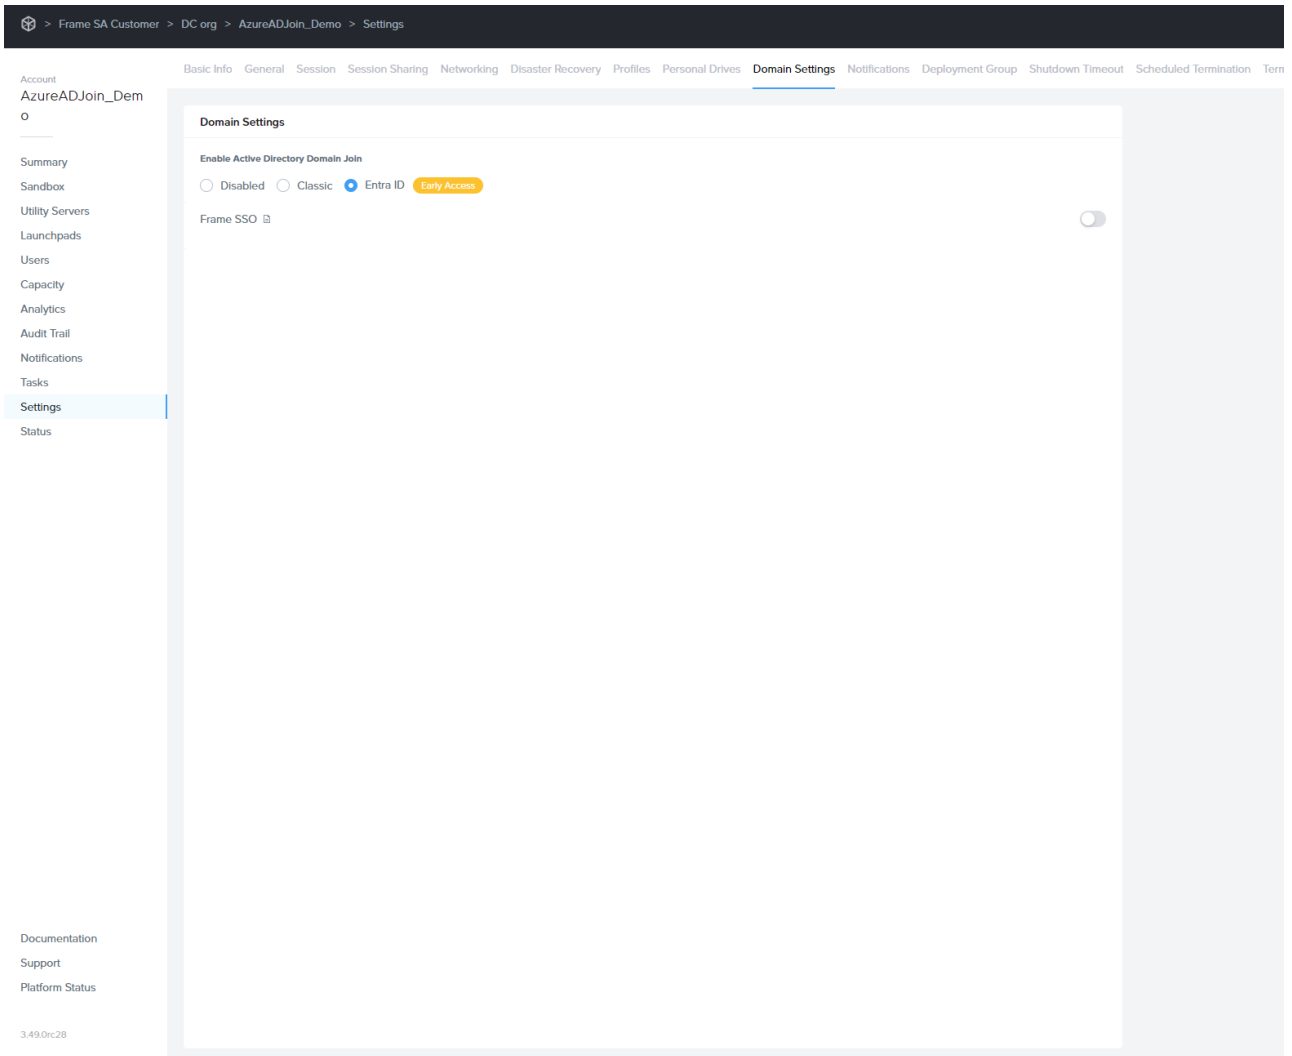 > Frame SA Customer > DC org > AzureADJoin_Demo > Settings
Basic Info General Session Session Sharing Networking Disaster Recovery Profiles Personal Drives Domain Settings Notifications Deployment Group Shutdown Timeout Scheduled Termination Term
Account
AzureADJoin_Dem
o
Summary
Sandbox
Utility Servers
Launchpads
Users
Capacity
Analytics
Audit Trail
Notifications
Tasks
Settings
Status
Documentation
Support
Platform Status
3.49.0rc28
Domain Settings
Enable Active Directory Domain Join
Disabled Classic Entra ID Early Access
Frame SSO